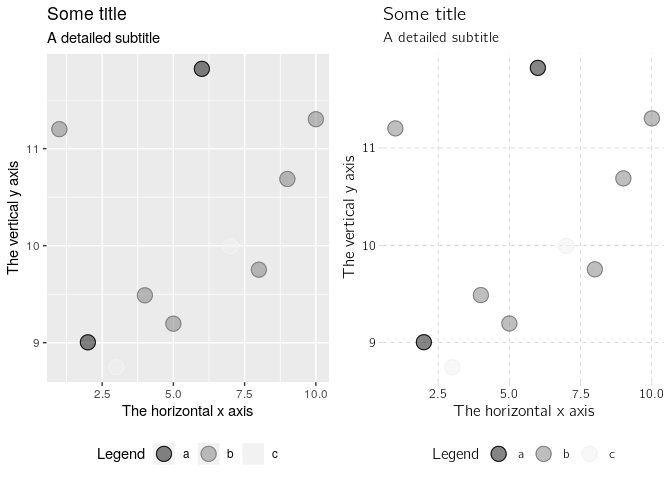 Some title
A detailed subtitle
The vertical y axis
11
10
9
2.5 5.0 7.5 10.0
The horizontal x axis
Legend a b c
Some title
A detailed subtitle
The vertical y axis
11
10
9
2.5 5.0 7.5 10.0
The horizontal x axis
Legend a b c